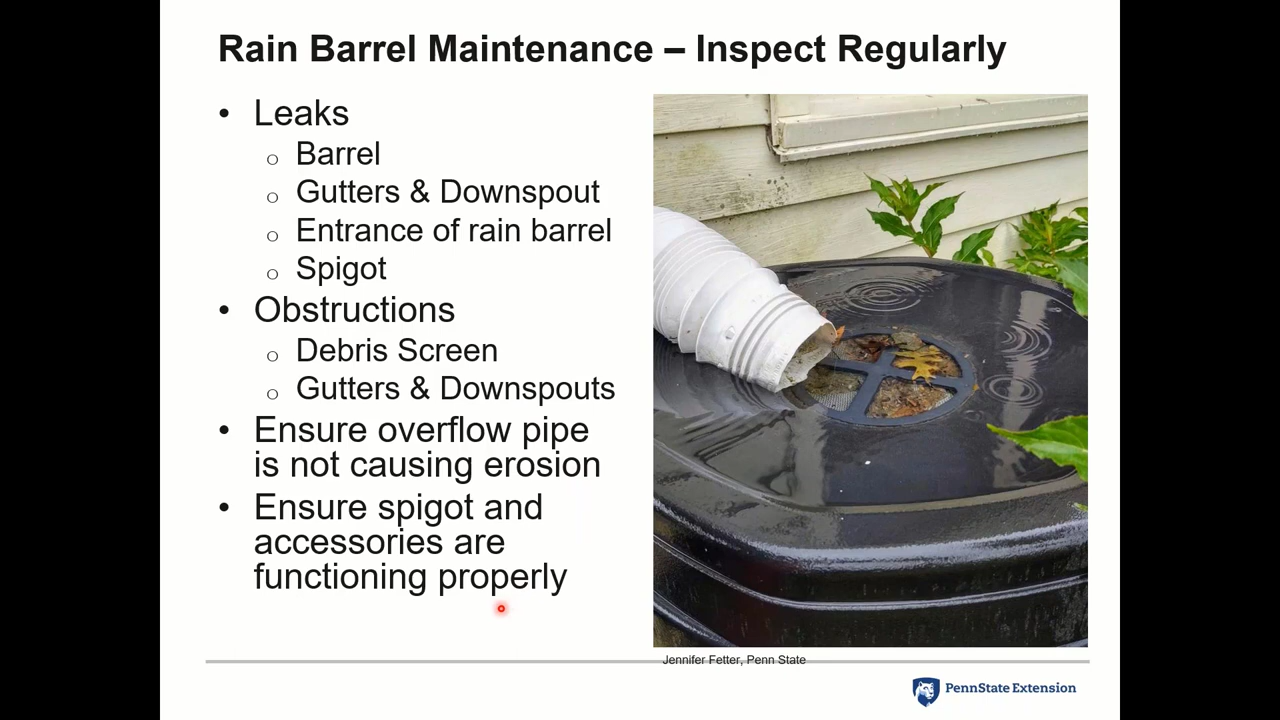 Rain Barrel Maintenance – Inspect Regularly
• Leaks
o Barrel
o Gutters & Downspout
o Entrance of rain barrel
o Spigot
• Obstructions
o Debris Screen
o Gutters & Downspouts
• Ensure overflow pipe
is not causing erosion
• Ensure spigot and
accessories are
functioning properly
Jennifer Fetter, Penn State
PennState Extension